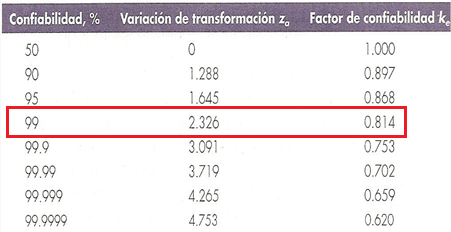 Confiabilidad, % Variación de transformación za Factor de confiabilidad ke
50 0 1.000
90 1.288 0.897
95 1.645 0.868
99 2.326 0.814
99.9 3.091 0.753
99.99 3.719 0.702
99.999 4.265 0.659
99.9999 4.753 0.620